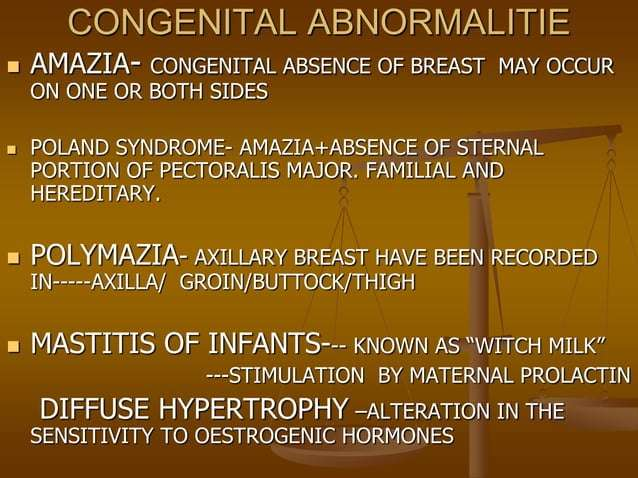 CONGENITAL ABNORMALITIE
AMAZIA- CONGENITAL ABSENCE OF BREAST MAY OCCUR
ON ONE OR BOTH SIDES
POLAND SYNDROME- AMAZIA+ABSENCE OF STERNAL
PORTION OF PECTORALIS MAJOR. FAMILIAL AND
HEREDITARY.
POLYMAZIA- AXILLARY BREAST HAVE BEEN RECORDED
IN-----AXILLA/ GROIN/BUTTOCK/THIGH
MASTITIS OF INFANTS--- KNOWN AS “WITCH MILK”
---STIMULATION BY MATERNAL PROLACTIN
DIFFUSE HYPERTROPHY –ALTERATION IN THE
SENSITIVITY TO OESTROGENIC HORMONES